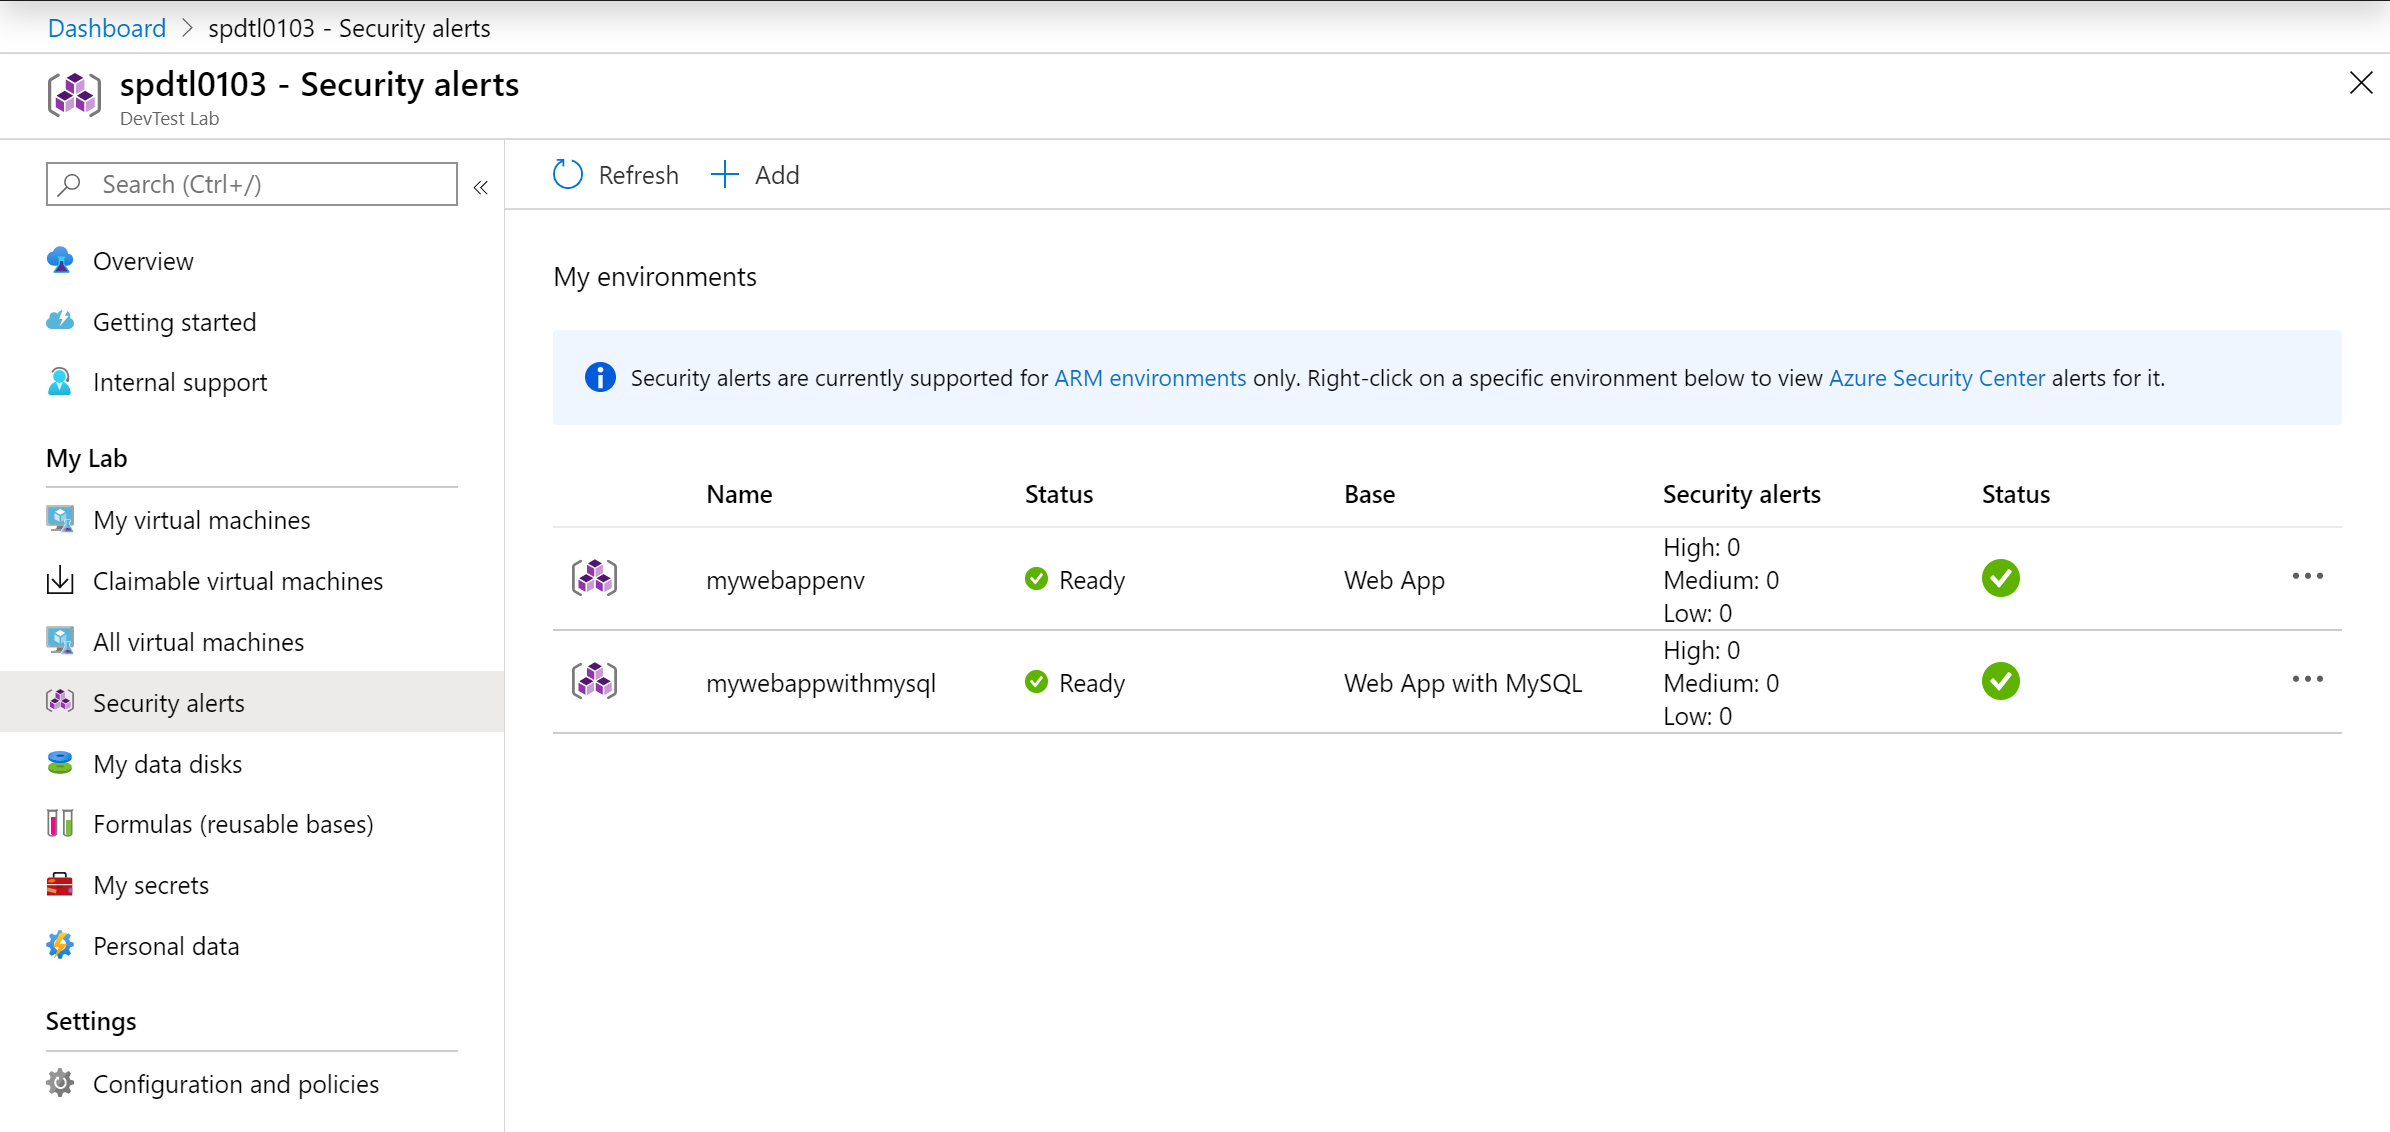 Dashboard > spdtl0103 - Security alerts
spdtl0103 - Security alerts
DevTest Lab
Search (Ctrl+/)
«
Overview
Getting started
Internal support
My Lab
My virtual machines
Claimable virtual machines
All virtual machines
Security alerts
My data disks
Formulas (reusable bases)
My secrets
Personal data
Settings
Configuration and policies
Refresh Add
My environments
Security alerts are currently supported for ARM environments only. Right-click on a specific environment below to view Azure Security Center alerts for it.
Name Status Base Security alerts Status
mywebappenv Ready Web App
High: 0
Medium: 0
Low: 0
mywebappwithmysql Ready Web App with MySQL
High: 0
Medium: 0
Low: 0